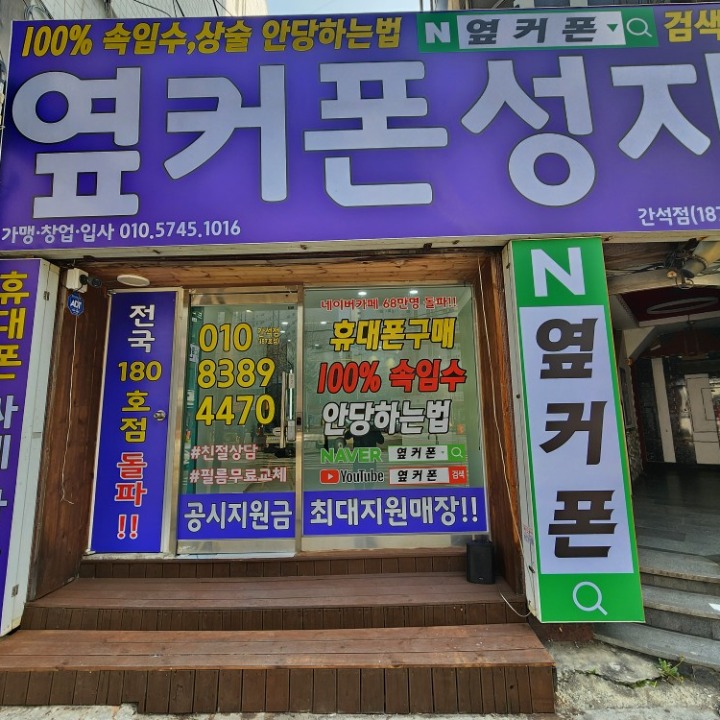 100% 속임수,상술 안당하는법 N 옆커폰 검색
옆커폰성지
가맹·창업·입사 010.5745.1016
간석점(187
휴대폰
전국
180
호점
돌파!!
ADT
010
8389
4470
#친절상담
#필름무료교체
공시지원금
네이버카페 68만명 돌파!!
휴대폰구매
100% 속임수
안당하는법
NAVER 옆커폰
YouTube 옆커폰 검색
최대지원매장!!
N
옆커폰